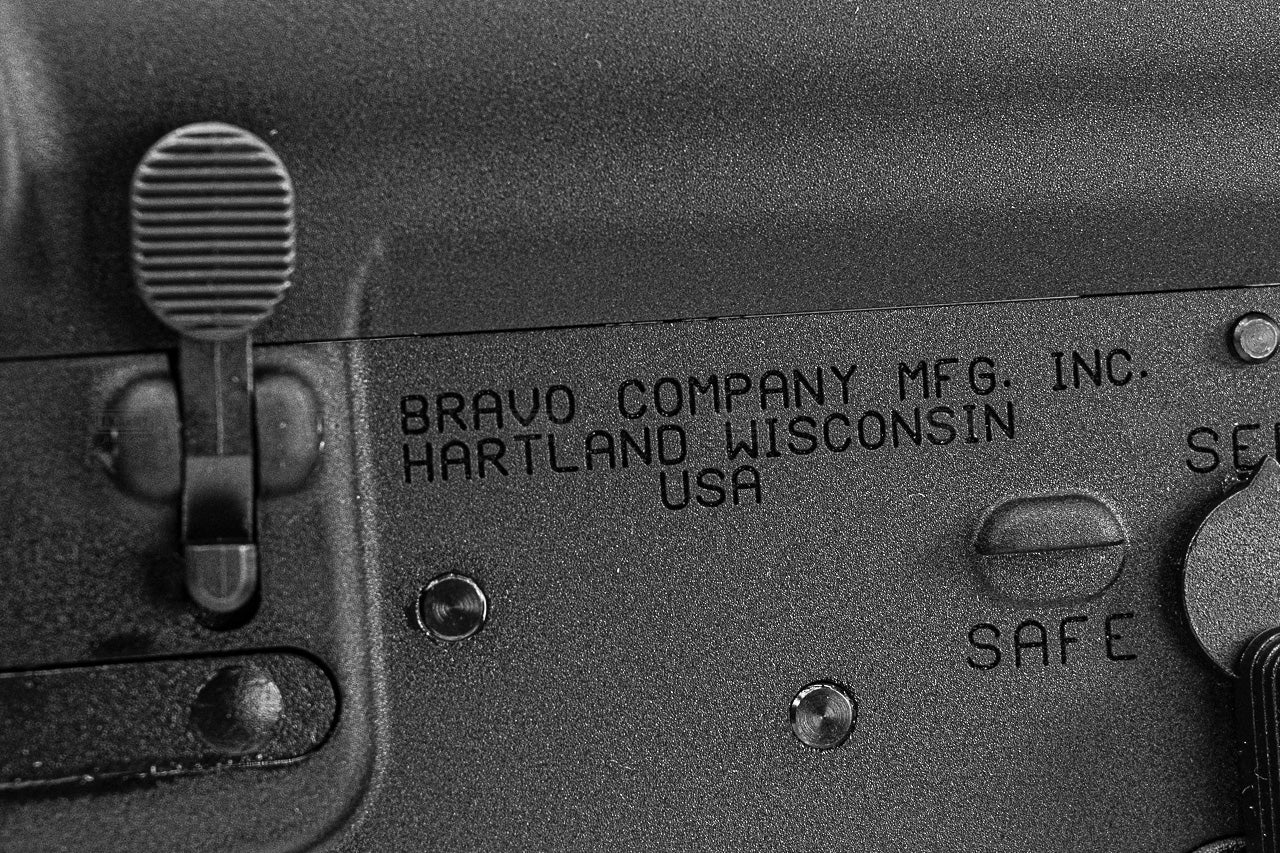 BRAVO COMPANY MFG. INC.
HARTLAND WISCONSIN
USA
SAFE